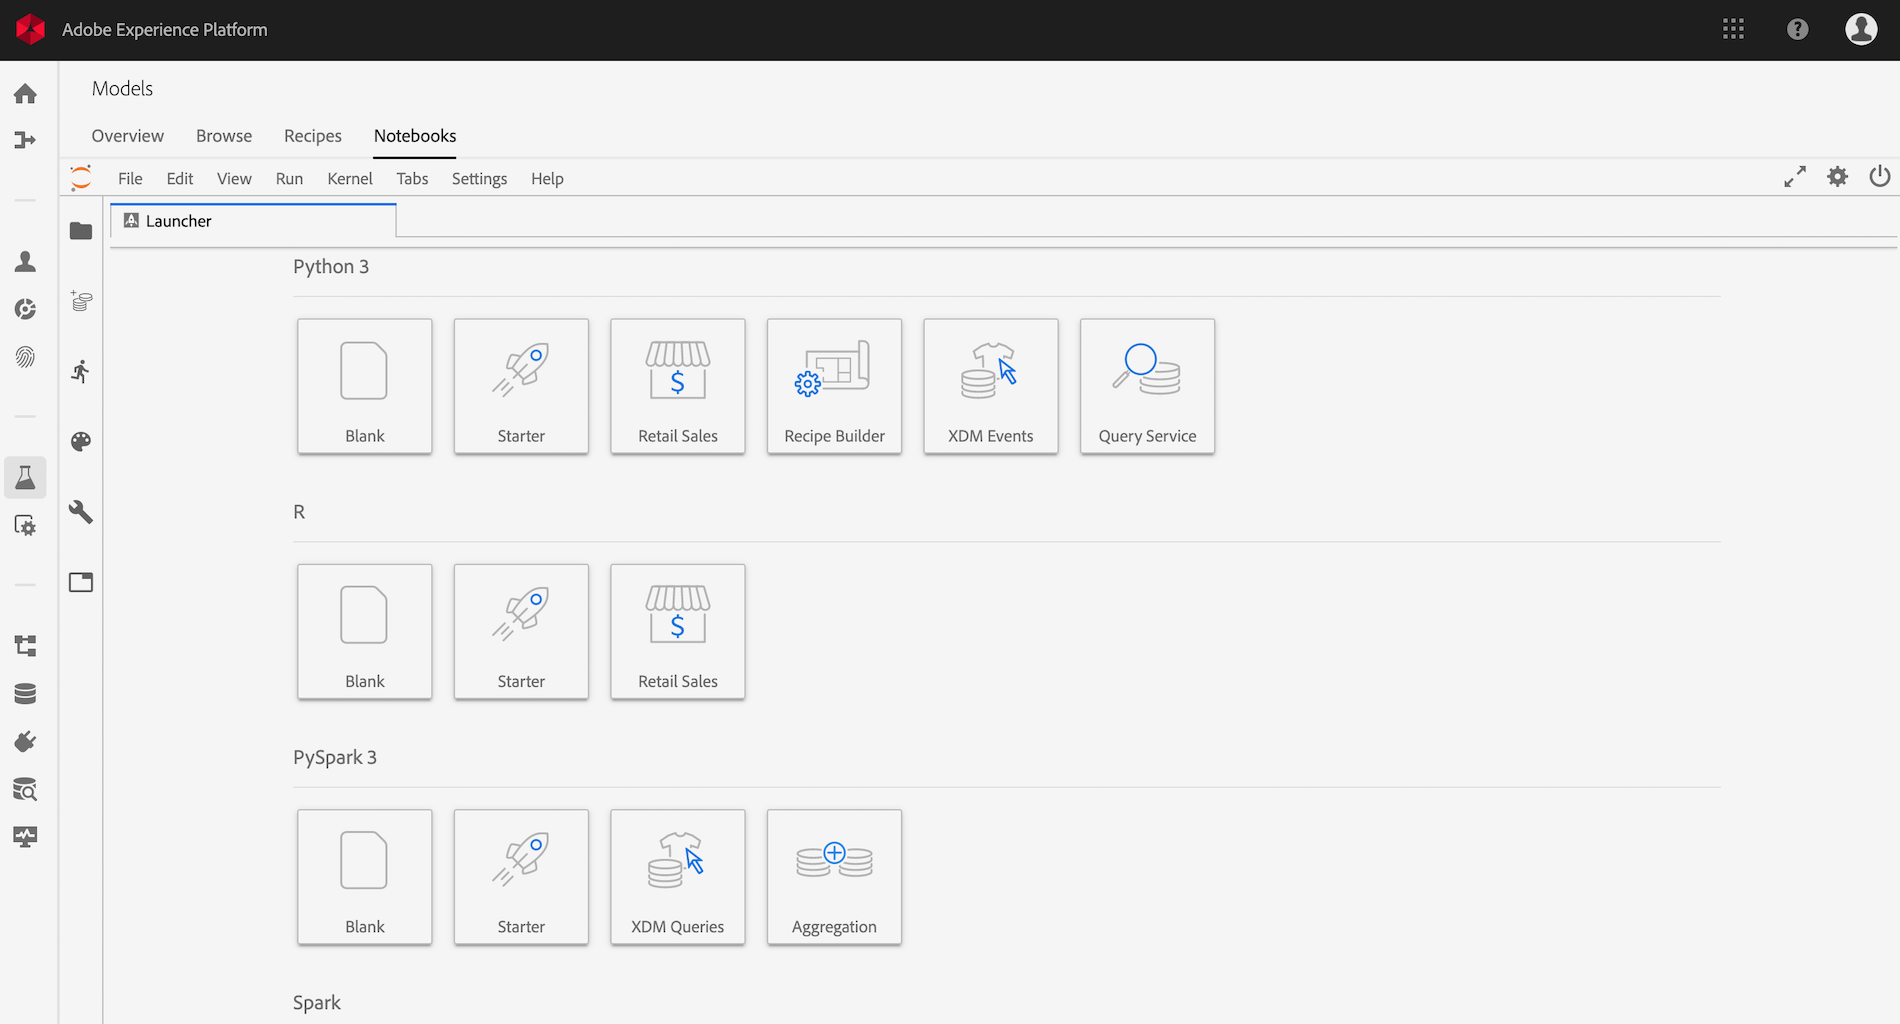 Adobe Experience Platform
Models
Overview Browse Recipes Notebooks
File Edit View Run Kernel Tabs Settings Help
Launcher
Python 3
Blank Starter Retail Sales Recipe Builder XDM Events Query Service
R
Blank Starter Retail Sales
PySpark 3
Blank Starter XDM Queries Aggregation
Spark